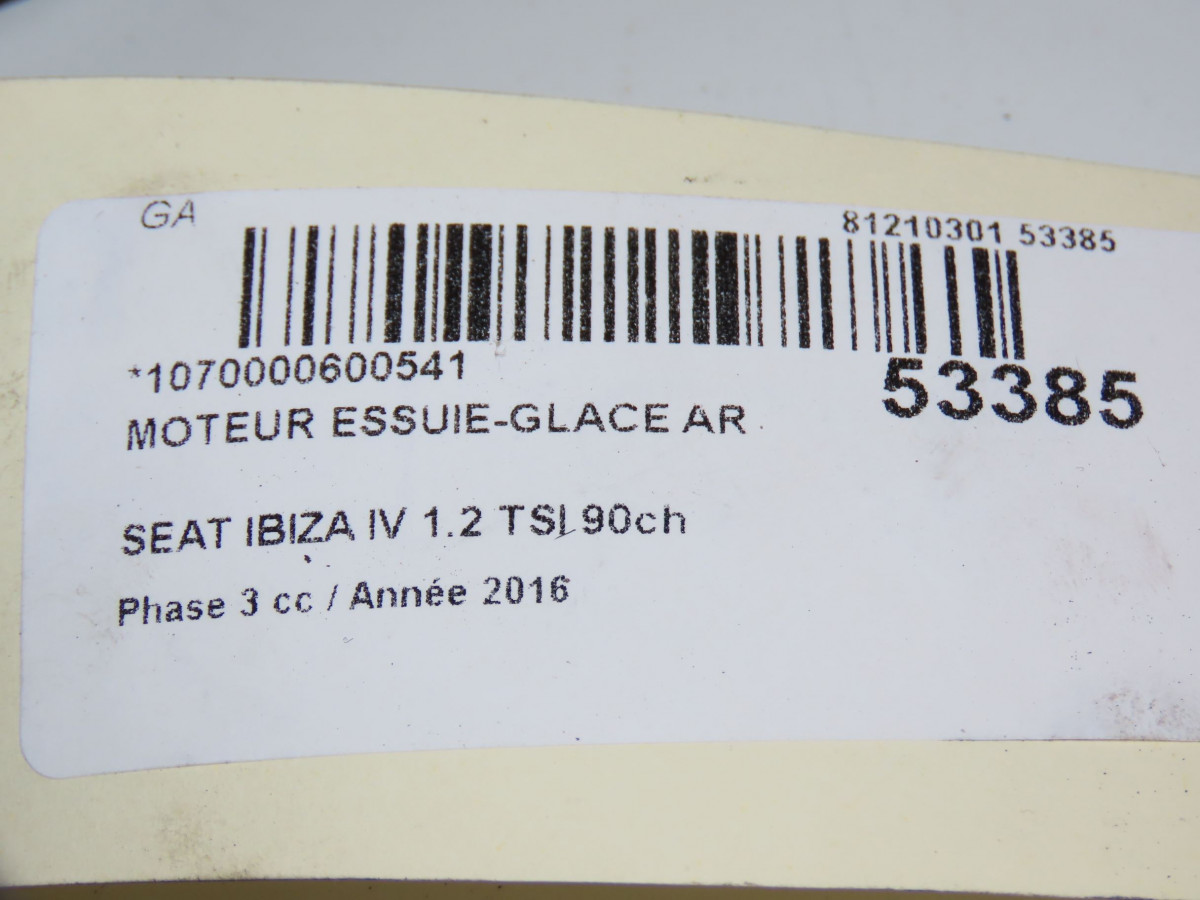 GA
81210301 53385
*1070000600541
53385
MOTEUR ESSUIE-GLACE AR
SEAT IBIZA IV 1.2 TSI 90ch
Phase 3 cc / Année 2016